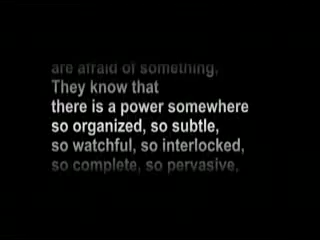 are afraid of something,
They know that
there is a power somewhere
so organized, so subtle,
so watchful, so interlocked,
so complete, so pervasive,